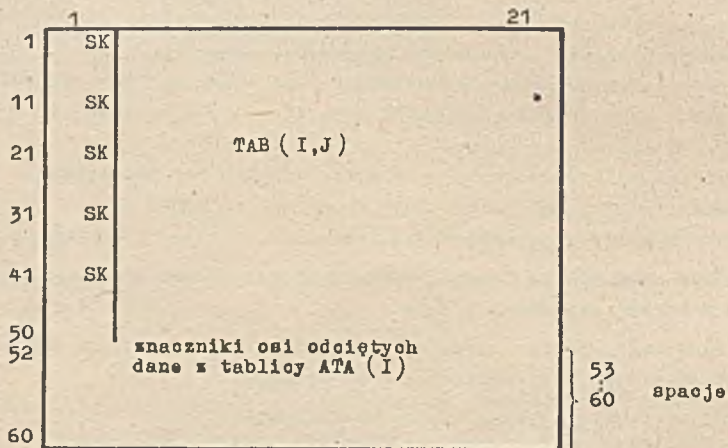 1 21
1 SK
11 SK
TAB ( I,J )
21 SK
31 SK
41 SK
50 znaczniki osi odciętych
52 dane z tablicy ATA (I)
53
60 spacje
60